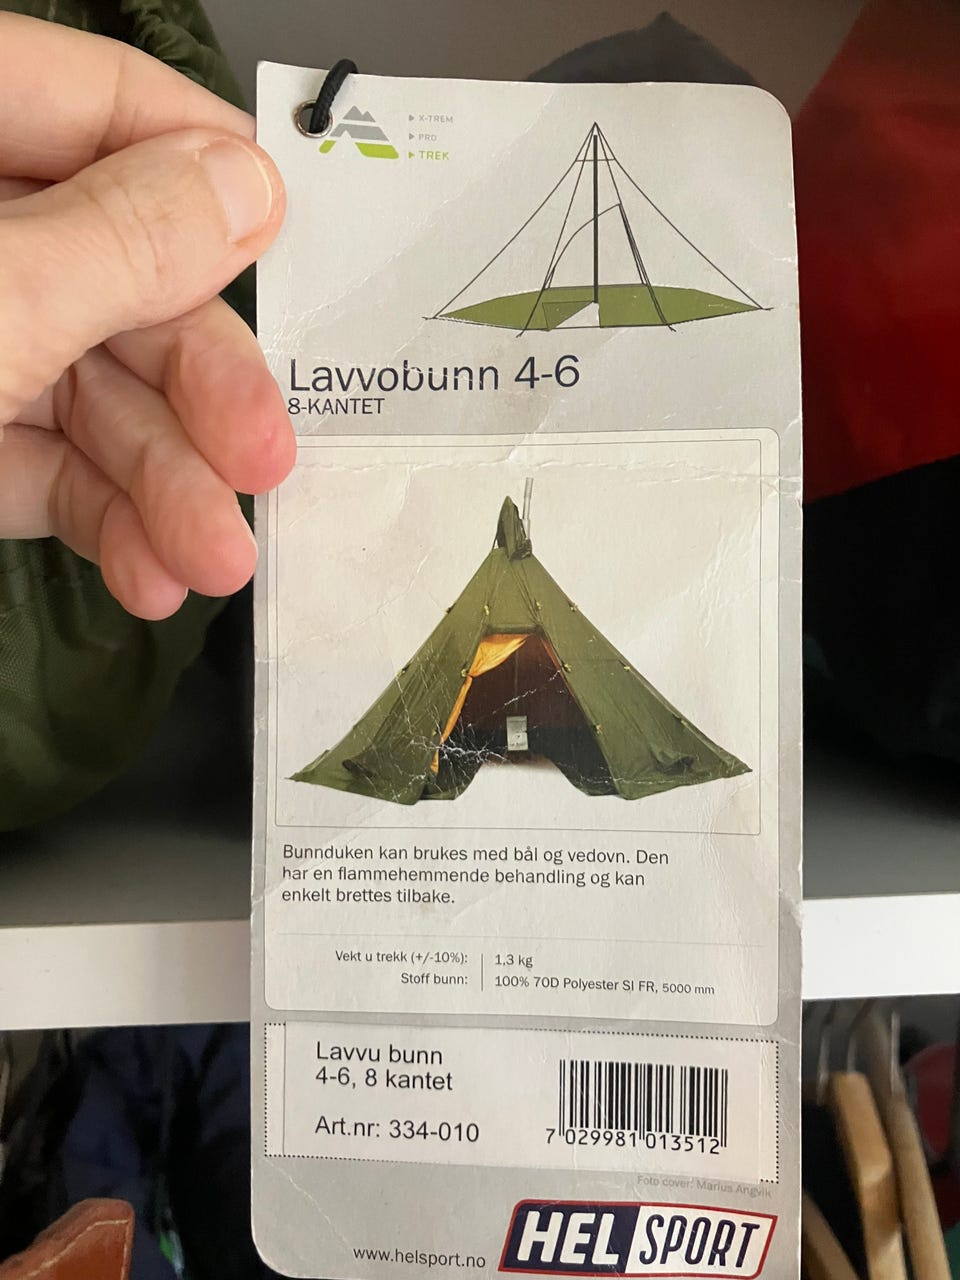 X-TREM
PRO
TREK
Lavvobunn 4-6
8-KANTET
Bunnduken kan brukes med bål og vedovn. Den
har en flammehemmende behandling og kan
enkelt brettes tilbake.
Vekt u trekk (+/-10%): 1,3 kg
Stoff bunn: 100% 70D Polyester SI FR, 5000 mm
Lavvu bunn
4-6, 8 kantet
Art.nr: 334-010
7 029981 013512
Foto cover: Marius Angvik
www.helsport.no
HELSPORT